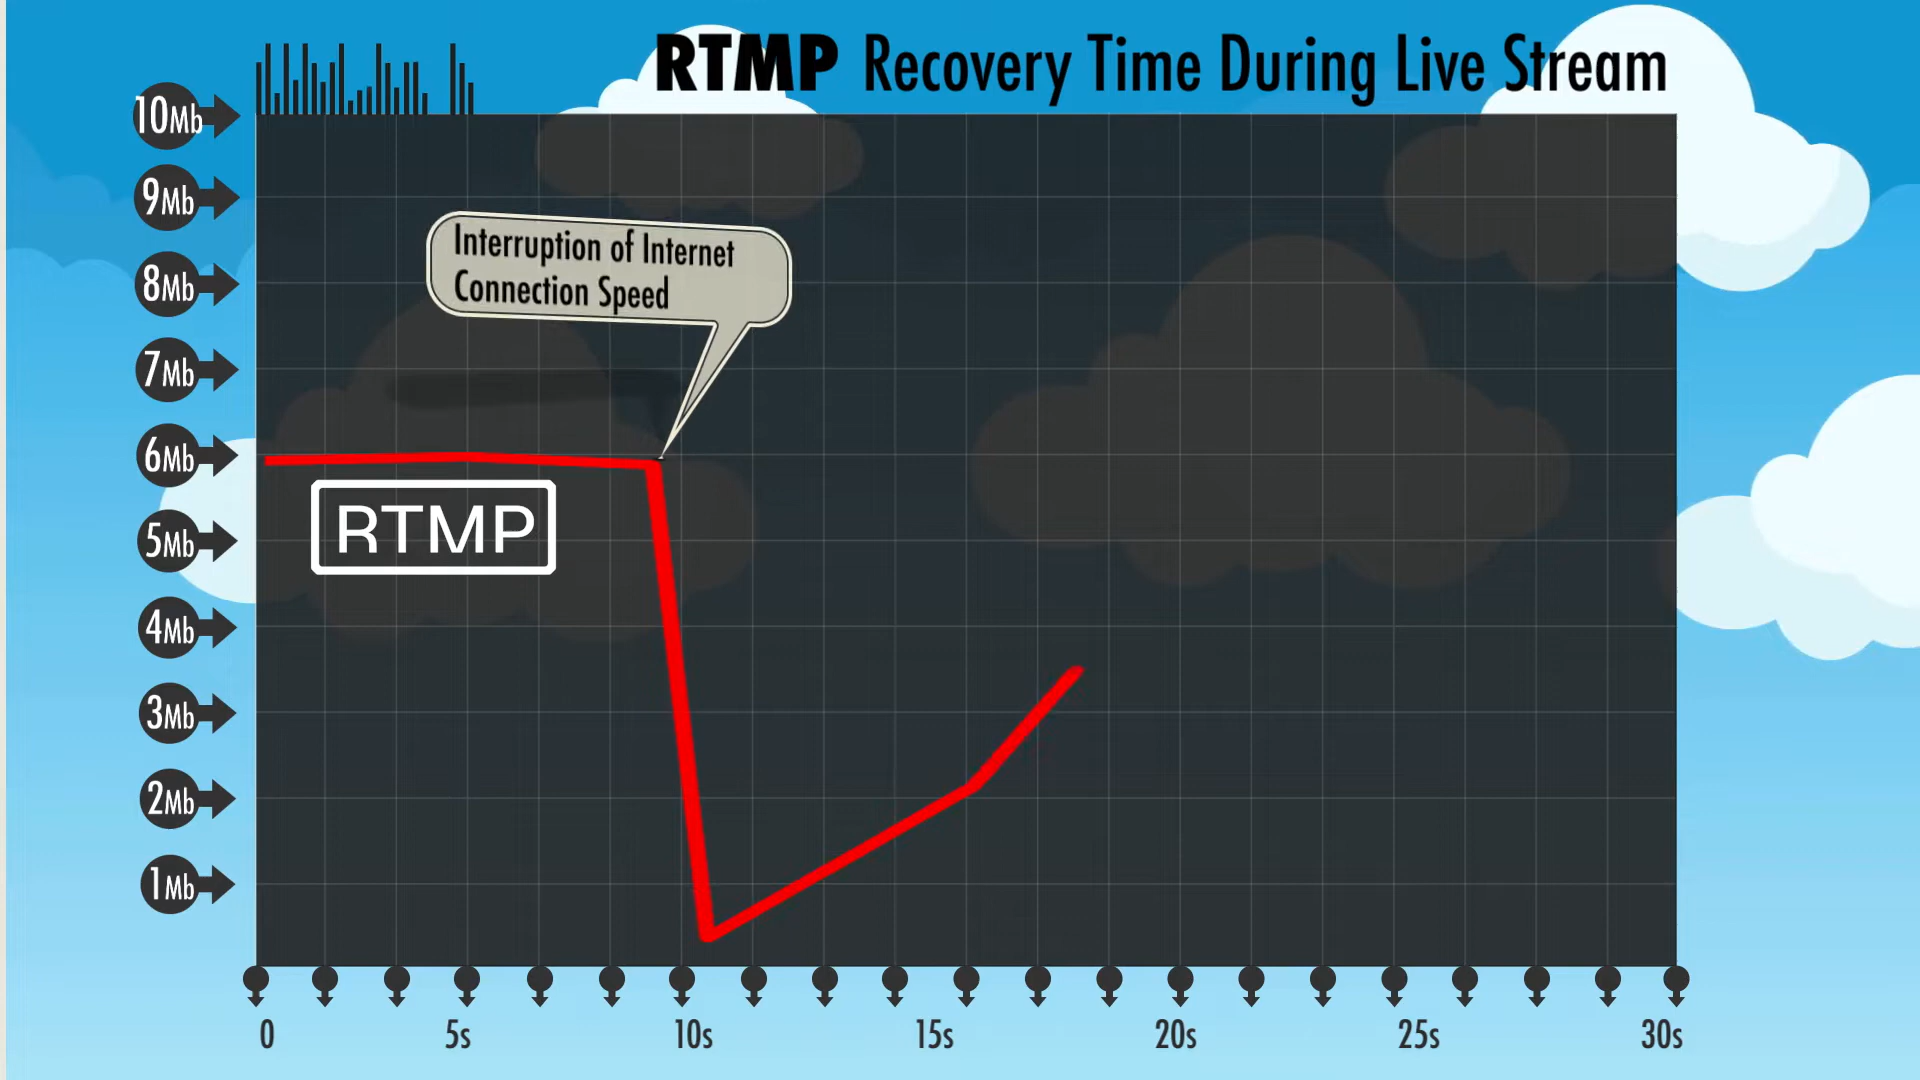 RTMP Recovery Time During Live Stream
10Mb
9Mb
Interruption of Internet
Connection Speed
8Mb
7Mb
6Mb
RTMP
5Mb
4Mb
3Mb
2Mb
1Mb
0 5s 10s 15s 20s 25s 30s